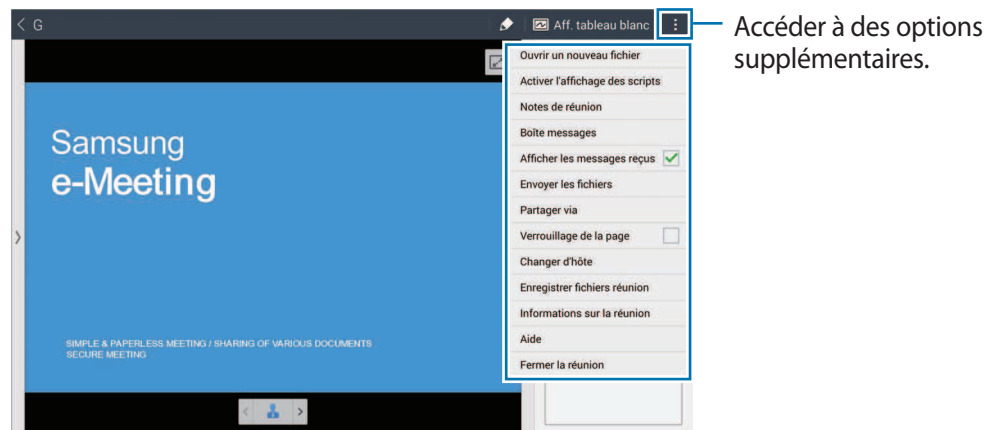 G
Aff. tableau blanc
Accéder à des options
supplémentaires.
Ouvrir un nouveau fichier
Activer l'affichage des scripts
Notes de réunion
Boîte messages
Afficher les messages reçus
Envoyer les fichiers
Partager via
Verrouillage de la page
Changer d'hôte
Enregistrer fichiers réunion
Informations sur la réunion
Aide
Fermer la réunion
Samsung
e-Meeting
SIMPLE & PAPERLESS MEETING / SHARING OF VARIOUS DOCUMENTS
SECURE MEETING